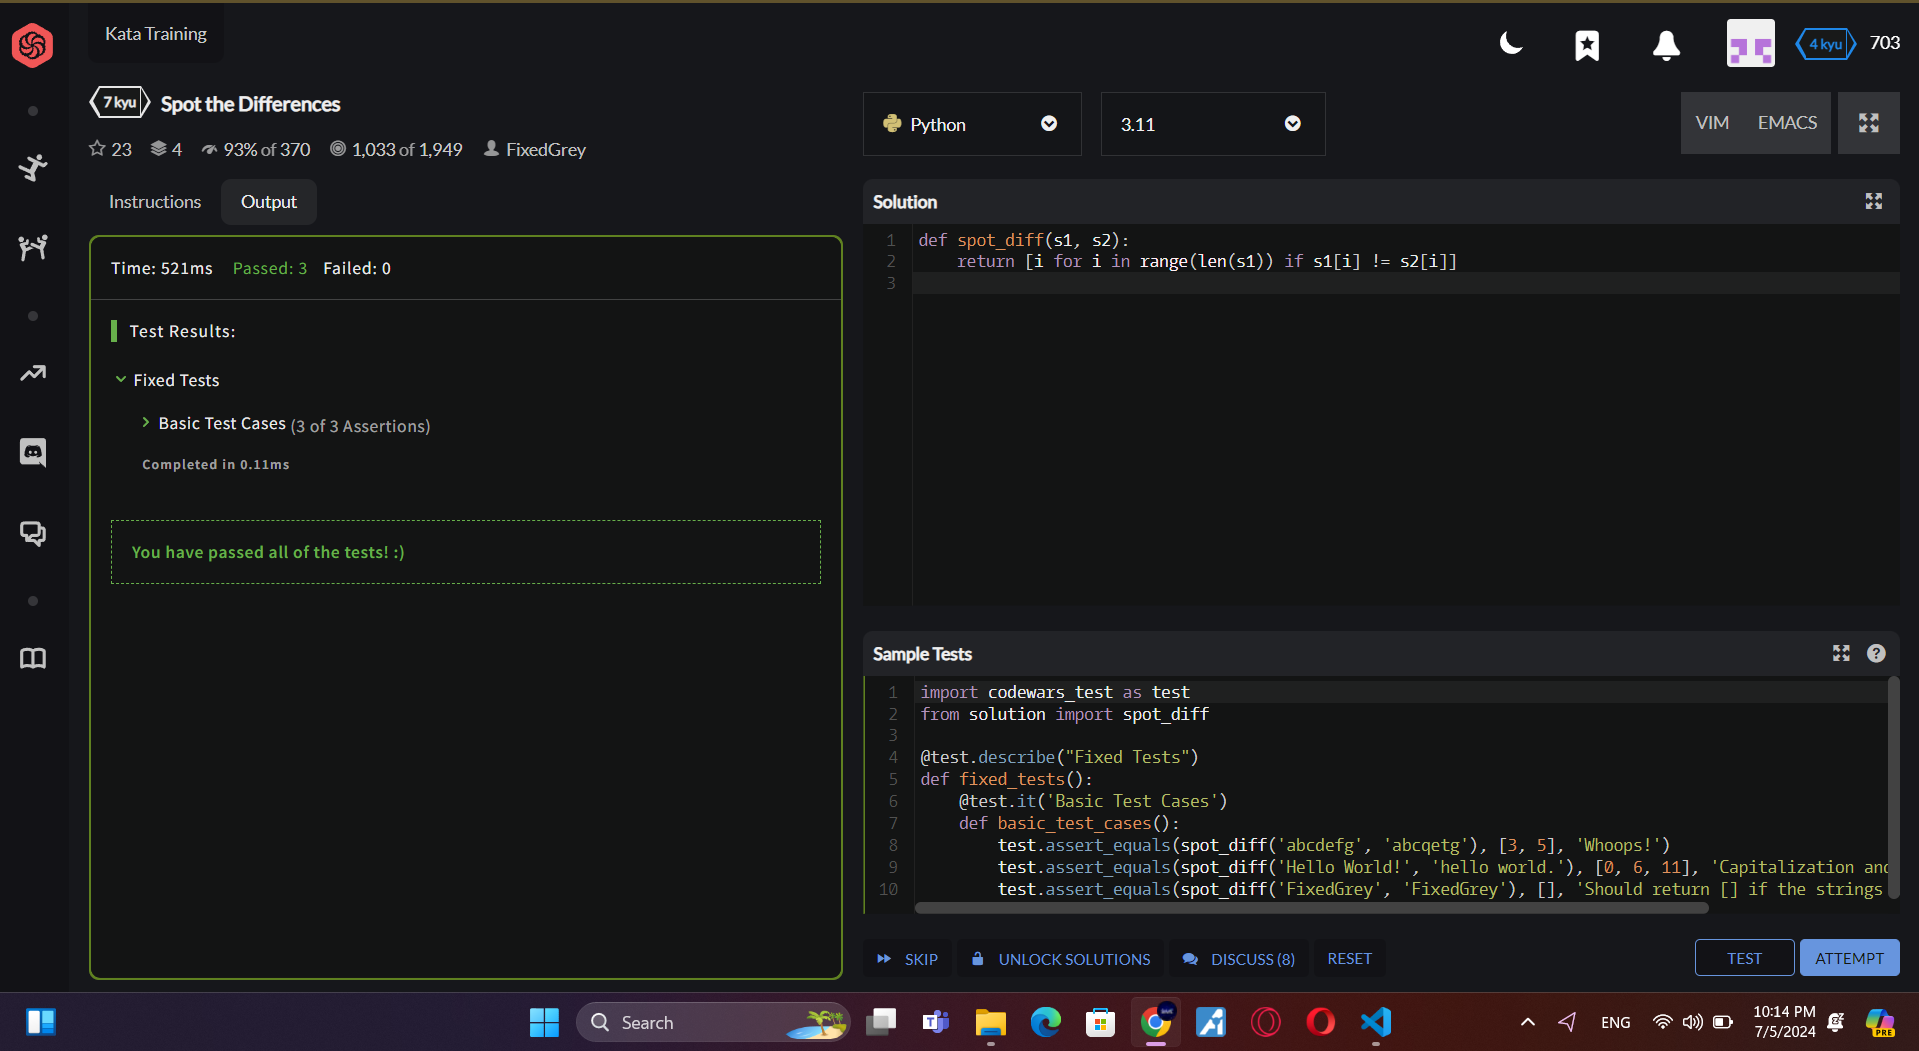 Kata Training
4 kyu 703
7 kyu Spot the Differences
23 4 93% of 370 1,033 of 1,949 FixedGrey
Instructions Output
Time: 521ms Passed: 3 Failed: 0
Test Results:
Fixed Tests
Basic Test Cases (3 of 3 Assertions)
Completed in 0.11ms
You have passed all of the tests! :)
Python 3.11 VIM EMACS
Solution
1 def spot_diff(s1, s2):
2 return [i for i in range(len(s1)) if s1[i] != s2[i]]
3
Sample Tests
?
1 import codewars_test as test
2 from solution import spot_diff
3
4 @test.describe("Fixed Tests")
5 def fixed_tests():
6 @test.it('Basic Test Cases')
7 def basic_test_cases():
8 test.assert_equals(spot_diff('abcdefg', 'abcqetg'), [3, 5], 'Whoops!')
9 test.assert_equals(spot_diff('Hello World!', 'hello world.'), [0, 6, 11], 'Capitalization and
10 test.assert_equals(spot_diff('FixedGrey', 'FixedGrey'), [], 'Should return [] if the strings
SKIP UNLOCK SOLUTIONS DISCUSS (8) RESET TEST ATTEMPT
Search
ENG
10:14 PM
7/5/2024
PRE